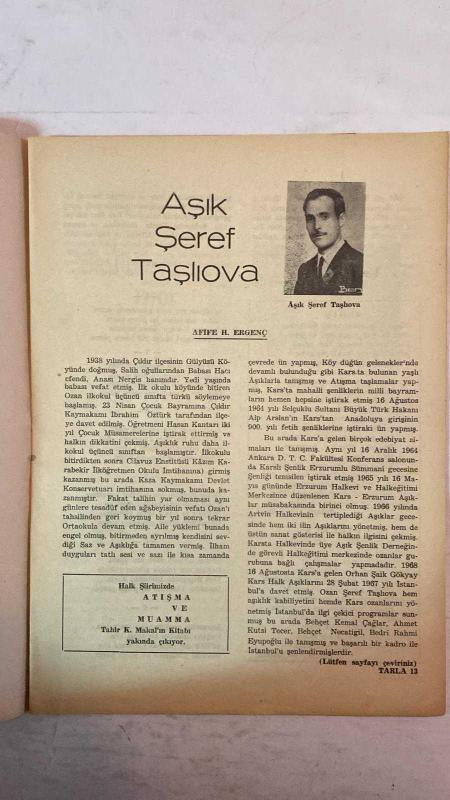 Aşık
Şeref
Taşlıova
Aşık Şeref Taşlıova
AFİFE H. ERGENÇ
1938 yılında Çıldır ilçesinin Gülyüzü Kö-
yünde doğmuş, Salih oğullarından Babası Hacı
efendi, Anası Nergis hanımdır. Yedi yaşında
babası vefat etmiş. İlk okulu köyünde bitiren
Ozan ilkokul üçüncü sınıfta türkü söylemeye
başlamış. 23 Nisan Çocuk Bayramına Çıldır
Kaymakamı İbrahim Öztürk tarafından ilçe-
ye davet edilmiş. Öğretmeni Hasan Kantarı iki
yıl Çocuk Müsamerelerine iştirak ettirmiş ve
halkın dikkatini çekmiş. Aşıklık ruhu daha il-
kokul üçüncü sınıftan başlamıştır. İlkokulu
bitirdikten sonra Cilavuz Enstitüsü Kâzım Ka-
rabekir İlköğretmen Okula İmtihanına) girmiş
kazanmış bu arada Kaza Kaymakamı Devlet
Konservetuarı imtihanına sokmuş, bunuda ka-
zanmıştır. Fakat talihin yar olmaması aynı
günlere tesadüf eden ağabeyisinin vefatı Ozan'ı
tahsilinden geri koymuş bir yıl sonra tekrar
Ortaokula devam etmiş. Aile yüklemi bunada
engel olmuş, bitirmeden ayrılmış kendisini sev-
diği Saz ve Aşıklığa tamamen vermiş. İlham
duyguları tatlı sesi ve sazı ile kısa zamanda
Halk Şiirimizde
ATIŞMA
VE
MUAMMA
Tahir K. Makal'ın Kitabı
yakında çıkıyor.
çevrede ün yapmış, Köy düğün gelenekler'nde
devamlı bulunduğu gibi Kars.ta bulunan yaşlı
Âşıklarla tanışmış ve Atışma taşlamalar yap-
mış, Kars'ta mahalli şenliklerin milli bayram-
ların hemen hepsine iştirak etmiş 16 Ağustos
1964 yılı Selçuklu Sultanı Büyük Türk Hakanı
Alp Arslan'ın Kars'tan Anadoluya girişinin
900. yılı fetih şenliklerine iştiraki ün yapmış.
Bu arada Kars'a gelen birçok edebiyat si-
maları ile tanışmış. Aynı yıl 16 Aralık 1964
Ankara D. T. C. Fakültesi Konferans salonun-
da Karslı Şenlik Erzurumlu Sümmani gecesine
Şenliği temsilen iştirak etmiş 1965 yılı 16 Ma-
yıs gününde Erzurum Halkevi ve Halkeğitimi
Merkezince düzenlenen Kars - Erzurum Aşık-
lar müsabakasında birinci olmuş. 1966 yılında
Artvin Halkevinin tertiplediği Aşıklar gece-
sinde hem iki ilin Aşıklarını yönetmiş, hem de
üstün sanat gösterisi ile halkın ilgisini çekmiş.
Karsta Halkevinde üye Aşık Şenlik Derneğin-
de görevli Halkeğitimi merkezinde ozanlar gu-
rubuna bağlı çalışmalar yapmadadır. 1968
16 Ağustosta Kars'a gelen Orhan Şaik Gökyay
Kars Halk Aşıklarını 28 Şubat 1967 yılı İstan-
bul'a davet etmiş. Ozan Şeref Taşlıova hem
aşıklık kabiliyetini hemde Kars ozanlarını yö-
netmiş İstanbul'da ilgi çekici programlar sun-
muş bu arada Behçet Kemal Çağlar, Ahmet
Kutsi Tecer, Behçet Necatigil, Bedri Rahmi
Eyupoğlu ile tanışmış ve başarılı bir kadro ile
İstanbul'u şenlendirmişlerdir.
(Lütfen sayfayı çeviriniz)
TARLA 13